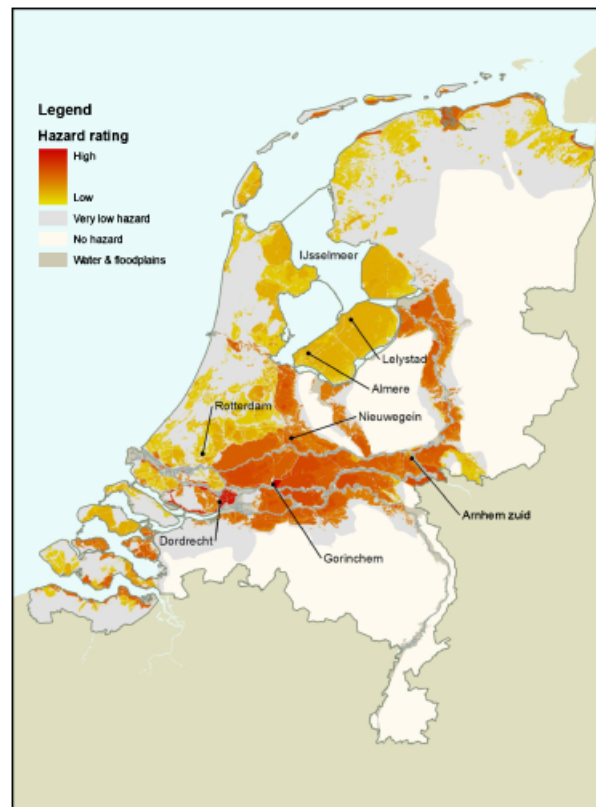 Legend
Hazard rating
High
Low
Very low hazard
No hazard
Water & floodplains
IJsselmeer
Lelystad
Almere
Rotterdam
Nieuwegein
Arnhem zuid
Dordrecht
Gorinchem